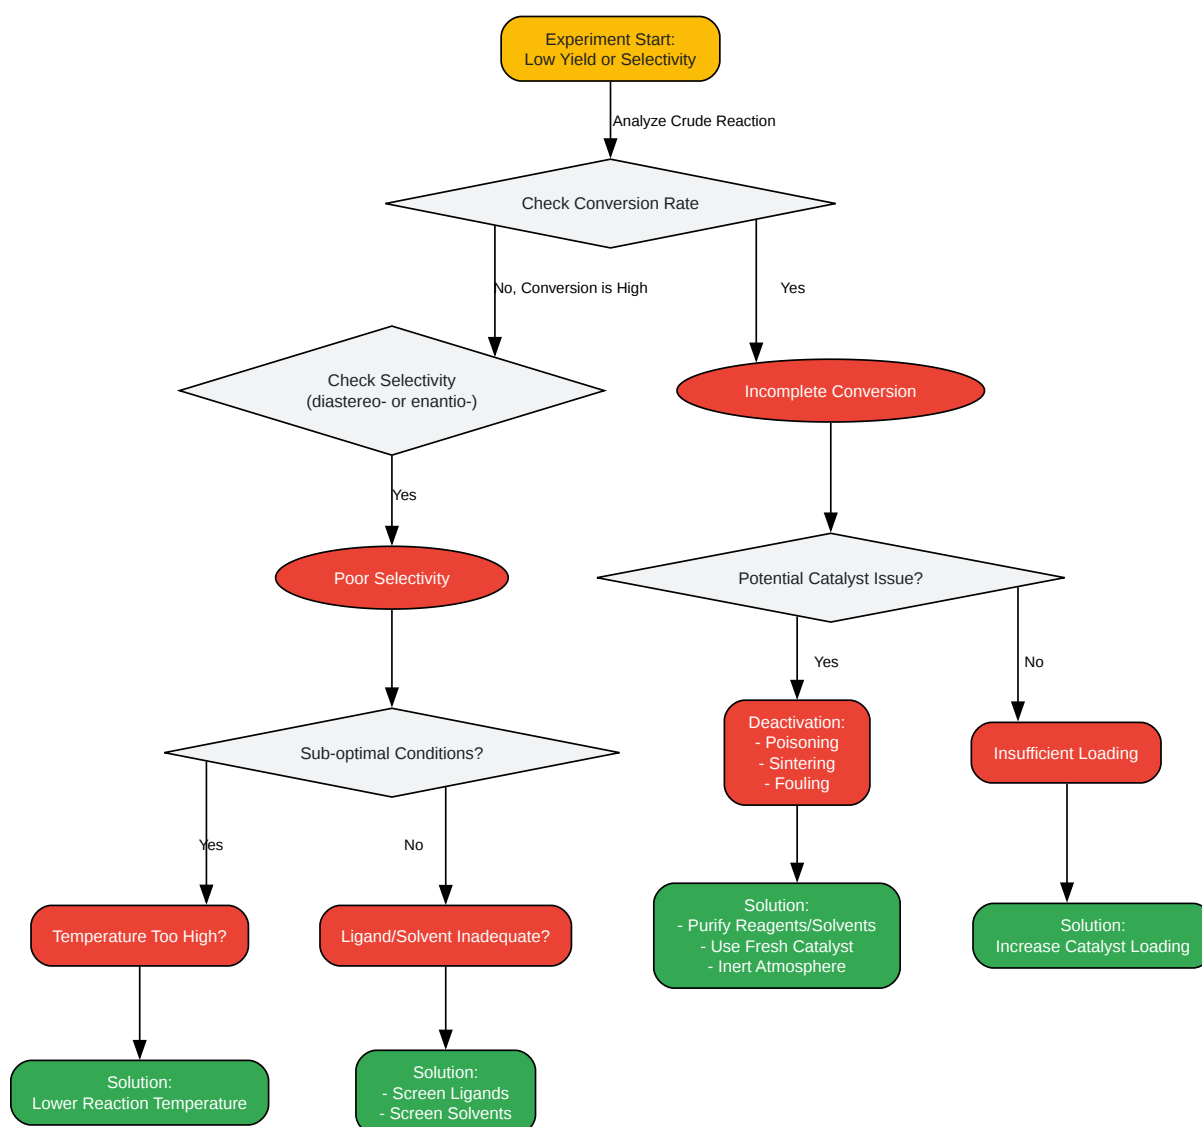 Experiment Start:
Low Yield or Selectivity
Analyze Crude Reaction
Check Conversion Rate
No, Conversion is High
Yes
Check Selectivity
(diastereo- or enantio-)
Incomplete Conversion
Yes
Poor Selectivity
Potential Catalyst Issue?
Yes
No
Deactivation:
- Poisoning
- Sintering
- Fouling
Insufficient Loading
Sub-optimal Conditions?
Yes
No
Temperature Too High?
Ligand/Solvent Inadequate?
Solution:
- Purify Reagents/Solvents
- Use Fresh Catalyst
- Inert Atmosphere
Solution:
Increase Catalyst Loading
Solution:
Lower Reaction Temperature
Solution:
- Screen Ligands
- Screen Solvents